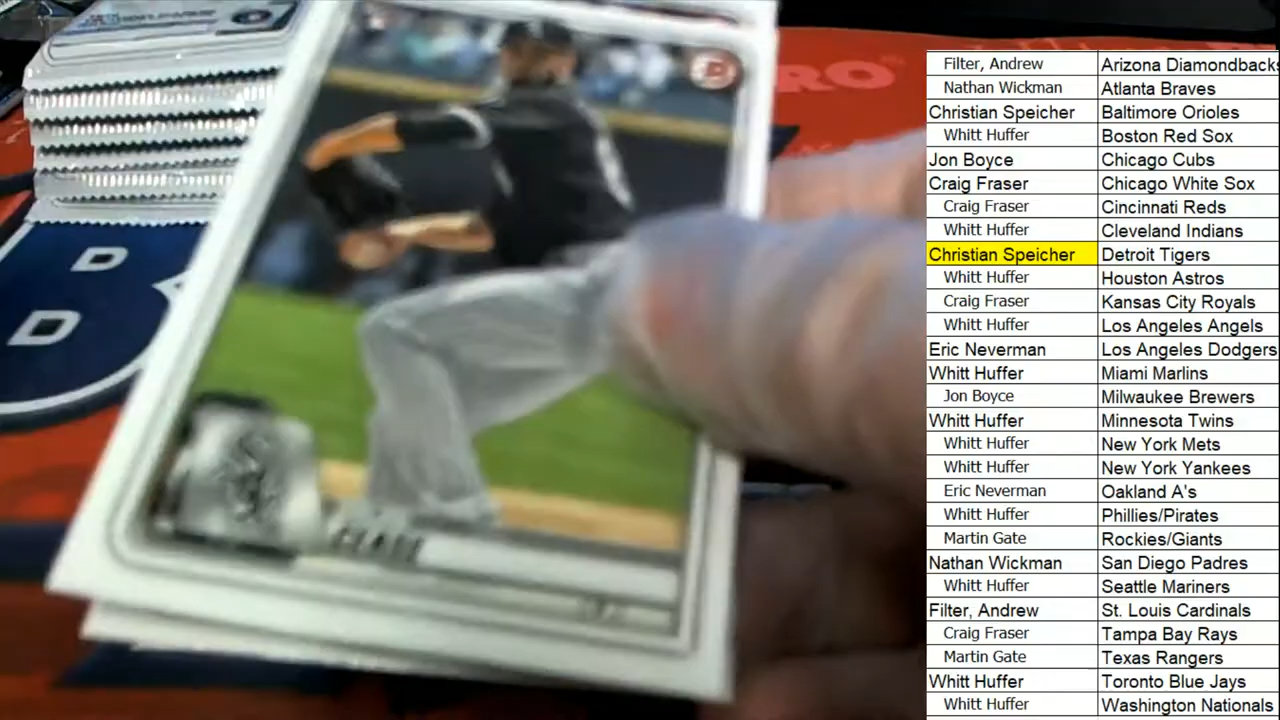 Filter, Andrew Arizona Diamondbacks
Nathan Wickman Atlanta Braves
Christian Speicher Baltimore Orioles
Whitt Huffer Boston Red Sox
Jon Boyce Chicago Cubs
Craig Fraser Chicago White Sox
Craig Fraser Cincinnati Reds
Whitt Huffer Cleveland Indians
Christian Speicher Detroit Tigers
Whitt Huffer Houston Astros
Craig Fraser Kansas City Royals
Whitt Huffer Los Angeles Angels
Eric Neverman Los Angeles Dodgers
Whitt Huffer Miami Marlins
Jon Boyce Milwaukee Brewers
Whitt Huffer Minnesota Twins
Whitt Huffer New York Mets
Whitt Huffer New York Yankees
Eric Neverman Oakland A's
Whitt Huffer Phillies/Pirates
Martin Gate Rockies/Giants
Nathan Wickman San Diego Padres
Whitt Huffer Seattle Mariners
Filter, Andrew St. Louis Cardinals
Craig Fraser Tampa Bay Rays
Martin Gate Texas Rangers
Whitt Huffer Toronto Blue Jays
Whitt Huffer Washington Nationals
D
D